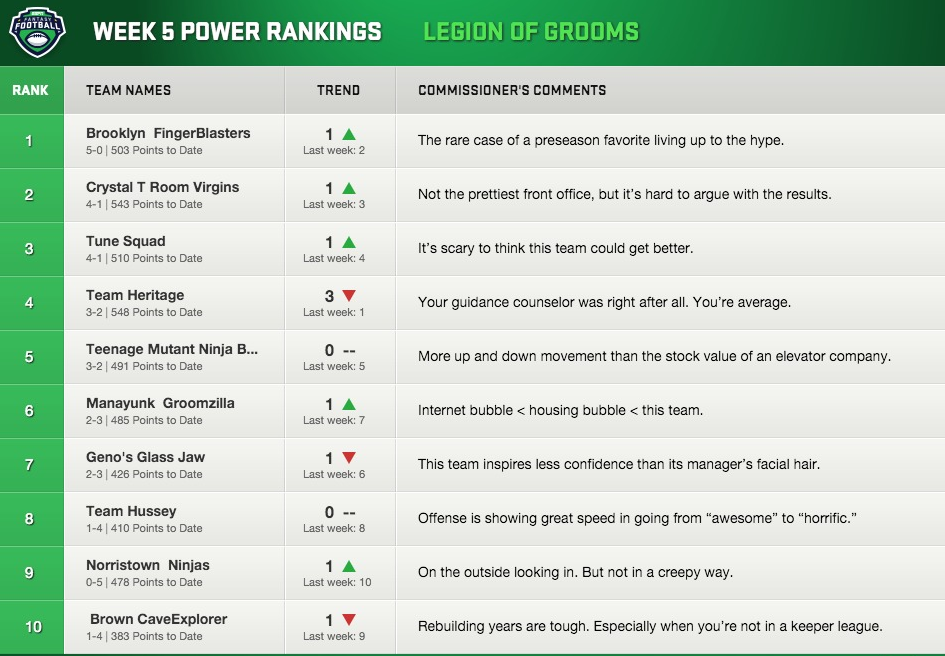 ESPN
FANTASY
FOOTBALL
WEEK 5 POWER RANKINGS LEGION OF GROOMS
RANK TEAM NAMES TREND COMMISSIONER'S COMMENTS
1 Brooklyn FingerBlasters 1 ▲ The rare case of a preseason favorite living up to the hype.
5-0 | 503 Points to Date Last week: 2
2 Crystal T Room Virgins 1 ▲ Not the prettiest front office, but it’s hard to argue with the results.
4-1 | 543 Points to Date Last week: 3
3 Tune Squad 1 ▲ It’s scary to think this team could get better.
4-1 | 510 Points to Date Last week: 4
4 Team Heritage 3 ▼ Your guidance counselor was right after all. You’re average.
3-2 | 548 Points to Date Last week: 1
5 Teenage Mutant Ninja B... 0 -- More up and down movement than the stock value of an elevator company.
3-2 | 491 Points to Date Last week: 5
6 Manayunk Groomzilla 1 ▲ Internet bubble < housing bubble < this team.
2-3 | 485 Points to Date Last week: 7
7 Geno's Glass Jaw 1 ▼ This team inspires less confidence than its manager’s facial hair.
2-3 | 426 Points to Date Last week: 6
8 Team Hussey 0 -- Offense is showing great speed in going from “awesome” to “horrific.”
1-4 | 410 Points to Date Last week: 8
9 Norristown Ninjas 1 ▲ On the outside looking in. But not in a creepy way.
0-5 | 478 Points to Date Last week: 10
10 Brown CaveExplorer 1 ▼ Rebuilding years are tough. Especially when you’re not in a keeper league.
1-4 | 383 Points to Date Last week: 9